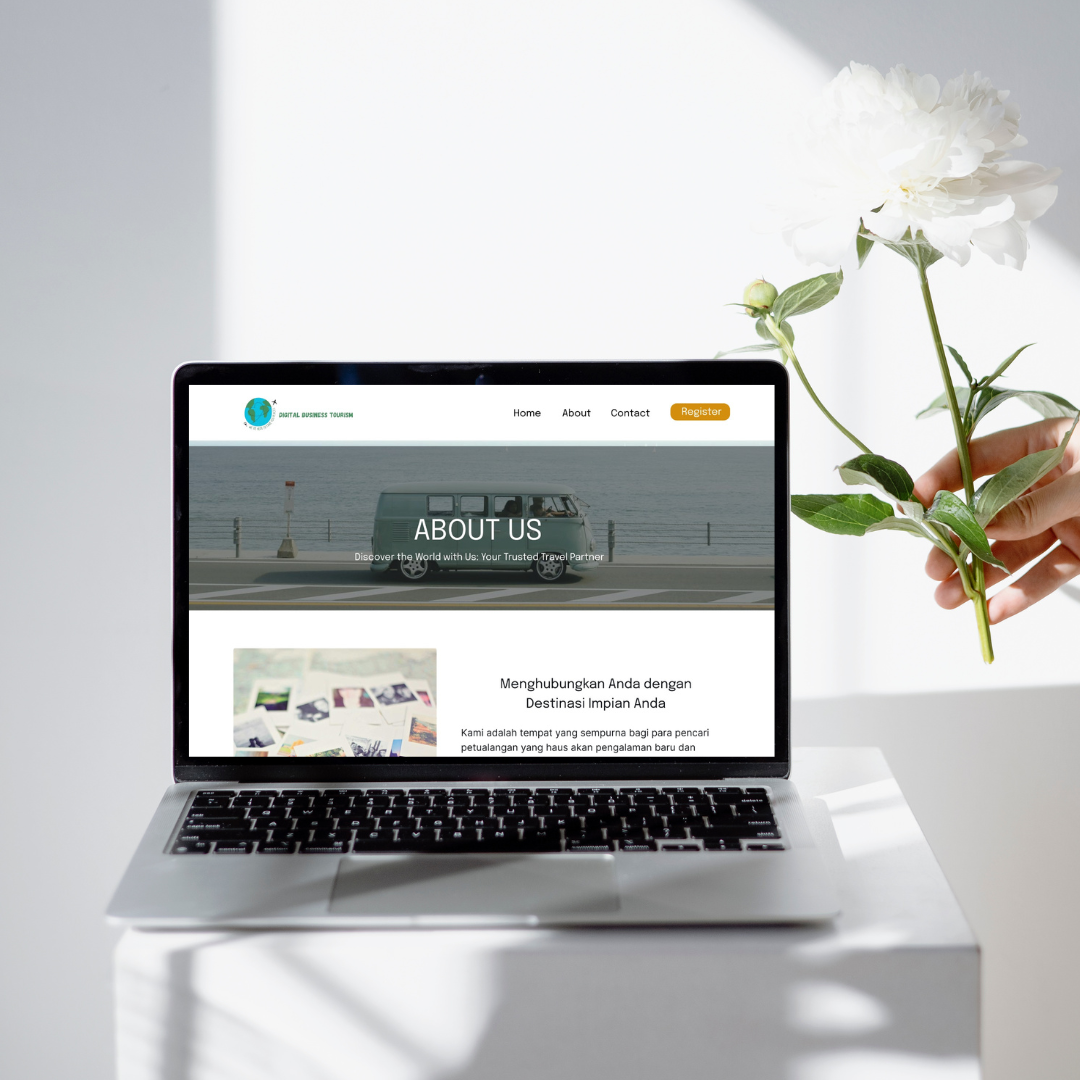 DIGITAL BUSINESS TOURISM
Home About Contact Register
ABOUT US
Discover the World with Us: Your Trusted Travel Partner
Menghubungkan Anda dengan
Destinasi Impian Anda
Kami adalah tempat yang sempurna bagi para pencari
petualangan yang haus akan pengalaman baru dan